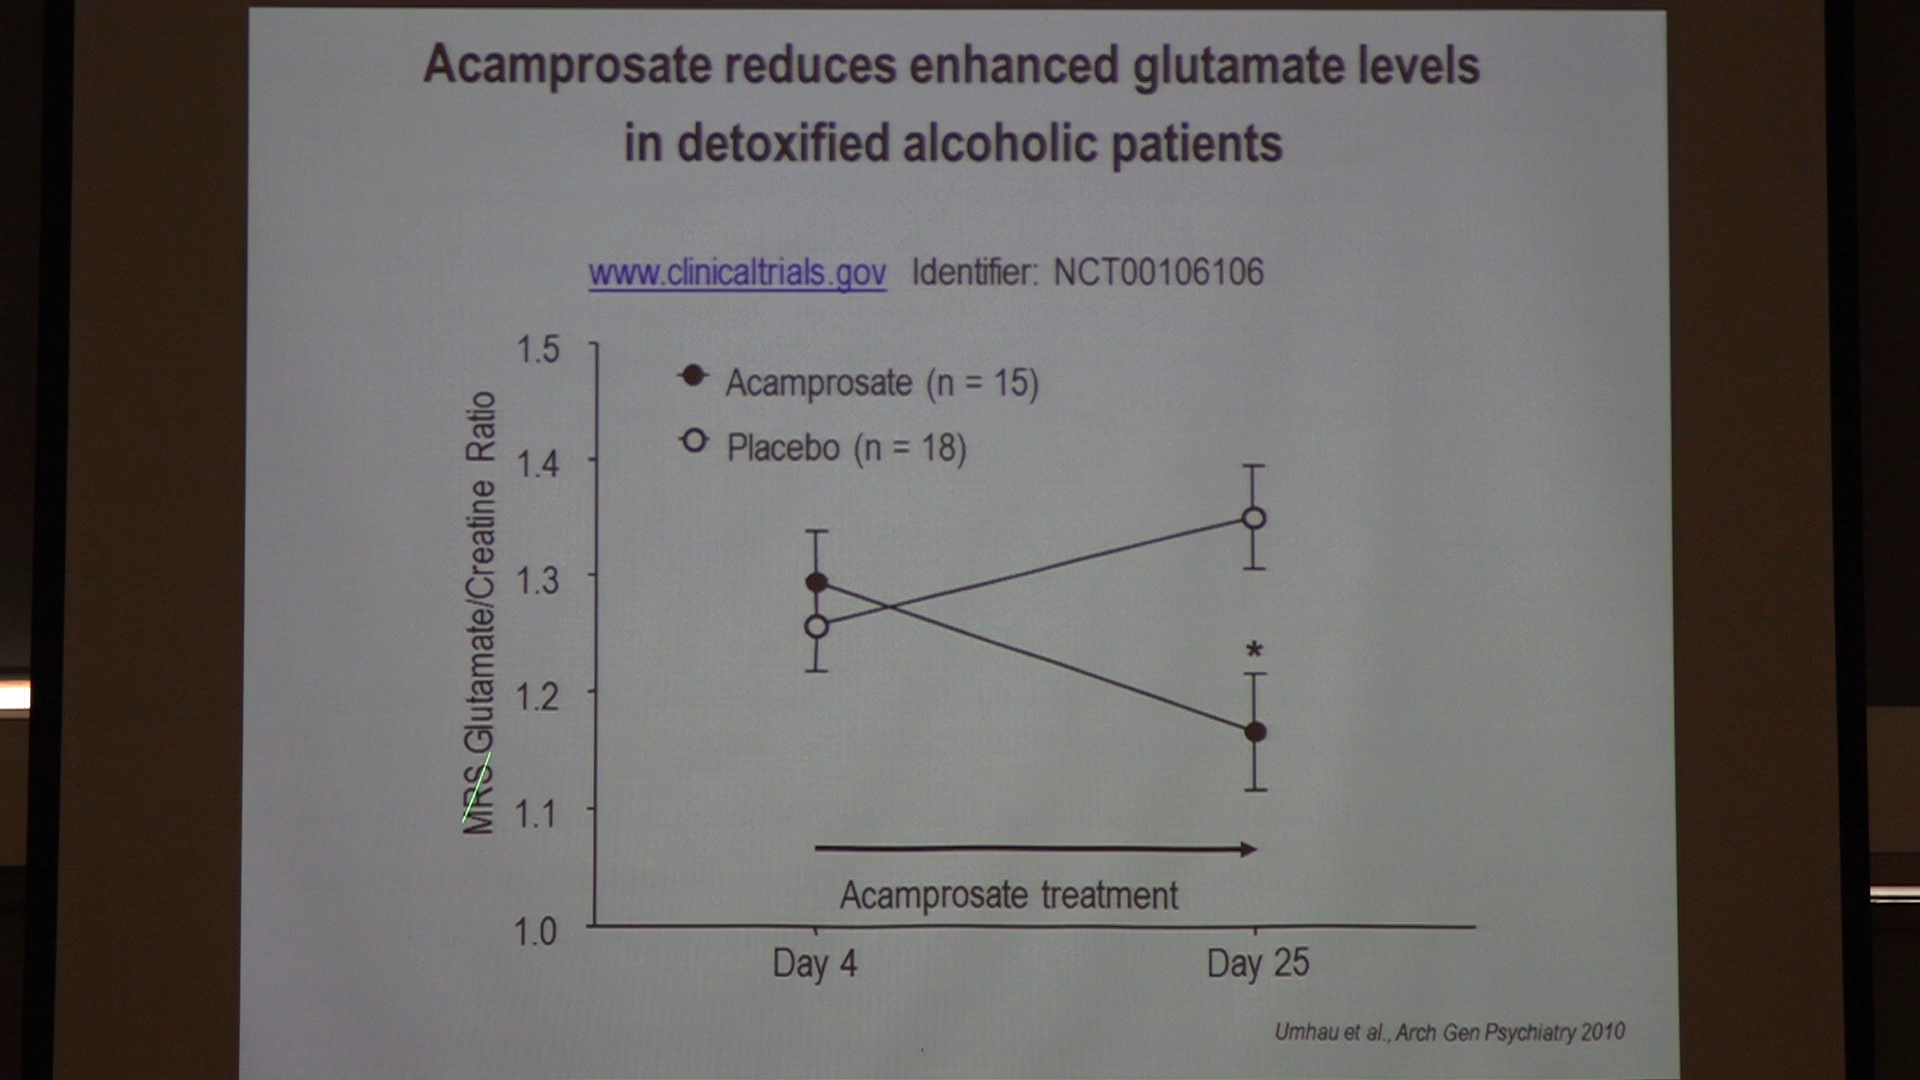 Acamprosate reduces enhanced glutamate levels
in detoxified alcoholic patients
www.clinicaltrials.gov Identifier: NCT00106106
MRS Glutamate/Creatine Ratio
1.5
1.4
1.3
1.2
1.1
1.0
Acamprosate (n = 15)
Placebo (n = 18)
*
Acamprosate treatment
Day 4
Day 25
Umhau et al., Arch Gen Psychiatry 2010